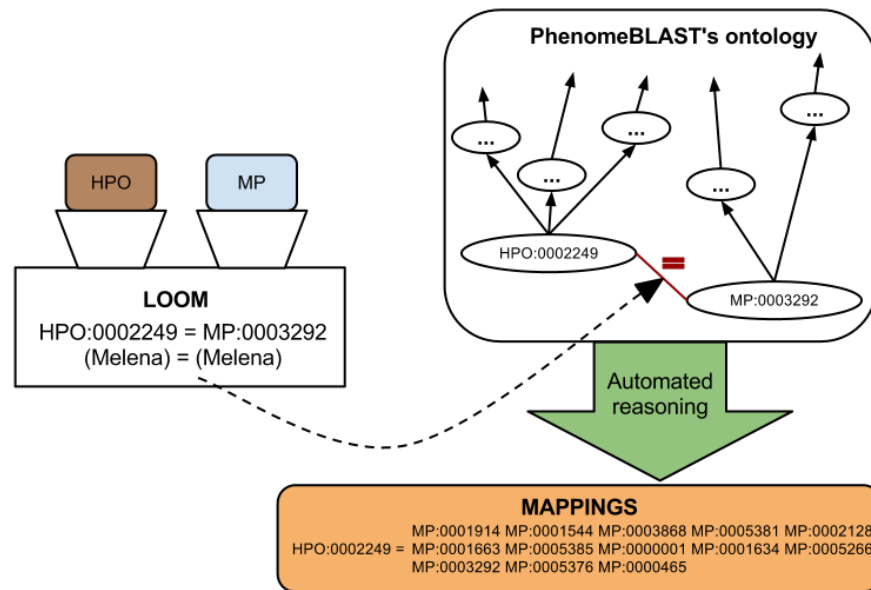 PhenomeBLAST's ontology
...
...
...
...
...
HPO
MP
HPO:0002249
=
MP:0003292
LOOM
HPO:0002249 = MP:0003292
(Melena) = (Melena)
Automated
reasoning
MAPPINGS
MP:0001914 MP:0001544 MP:0003868 MP:0005381 MP:0002128
HPO:0002249 = MP:0001663 MP:0005385 MP:0000001 MP:0001634 MP:0005266
MP:0003292 MP:0005376 MP:0000465